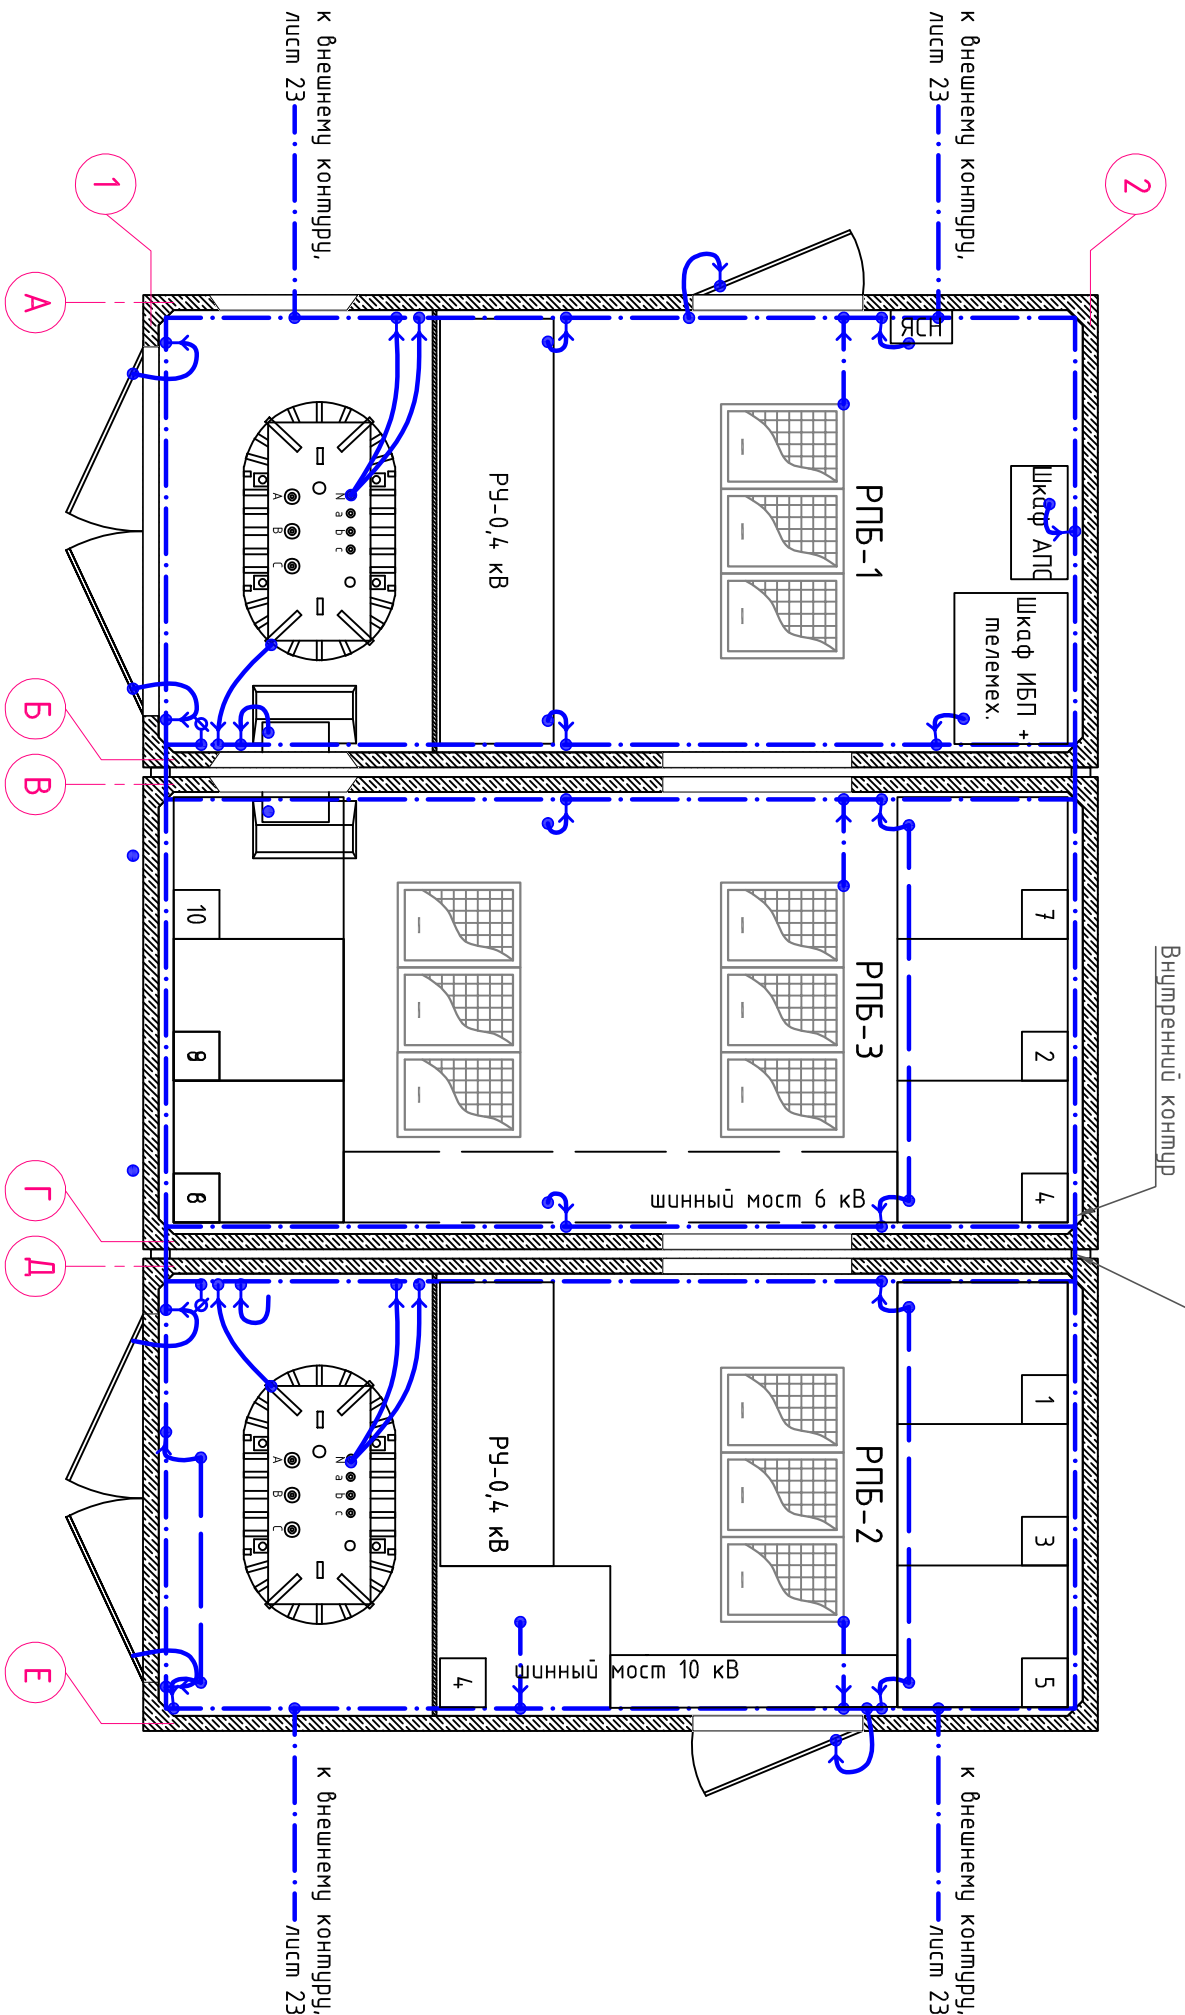 к внешнему контуру,
лист 23
к внешнему контуру,
лист 23
1
2
А
Б
В
Г
Д
Е
ЯСН
Шкаф АПС
Шкаф ИБП +
телемех.
РПБ-1
РУ-0,4 кВ
N a b c
A B C
7
2
4
РПБ-3
10
шинный мост 6 кВ
Внутренний контур
1
3
5
РПБ-2
РУ-0,4 кВ
N a b c
A B C
4
шинный мост 10 кВ
к внешнему контуру,
лист 23
к внешнему контуру,
лист 23